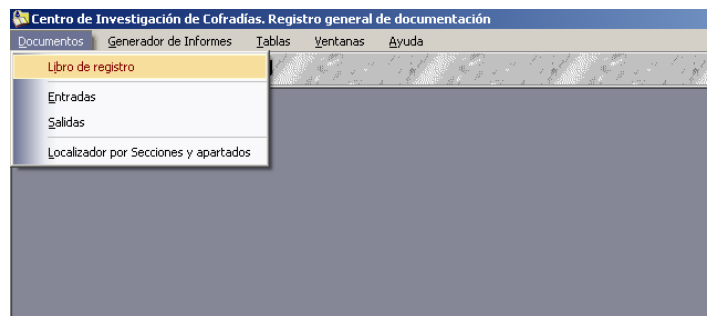 Centro de Investigación de Cofradías. Registro general de documentación
Documentos Generador de Informes Tablas Ventanas Ayuda
Libro de registro
Entradas
Salidas
Localizador por Secciones y apartados